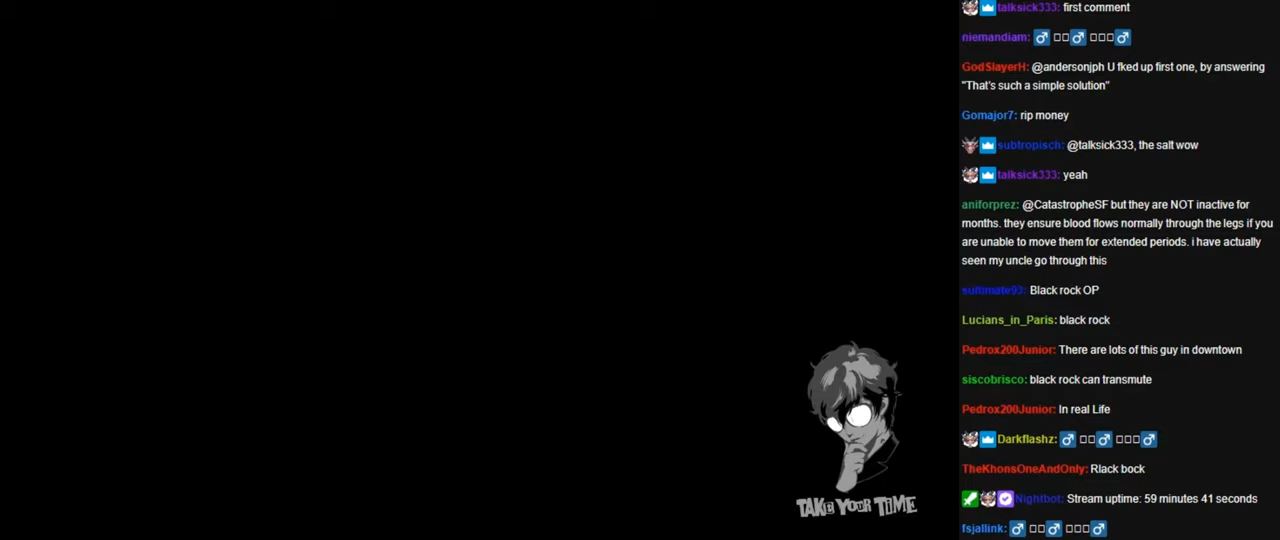 talksick333: first comment
niemandiam: ♂ □□♂ □□□♂
GodSlayerH: @andersonjph U fked up first one, by answering
"That's such a simple solution"
Gomajor7: rip money
subtropisch: @talksick333, the salt wow
talksick333: yeah
aniforprez: @CatastropheSF but they are NOT inactive for
months. they ensure blood flows normally through the legs if you
are unable to move them for extended periods. i have actually
seen my uncle go through this
sultimate93: Black rock OP
Lucians_in_Paris: black rock
Pedrox200Junior: There are lots of this guy in downtown
siscobrisco: black rock can transmute
Pedrox200Junior: In real Life
Darkflashz: ♂ □□♂ □□□♂
TheKhonsOneAndOnly: Rlack bock
Nightbot: Stream uptime: 59 minutes 41 seconds
fsjallink: ♂ □□♂ □□□♂
TAKE YOUR TIME